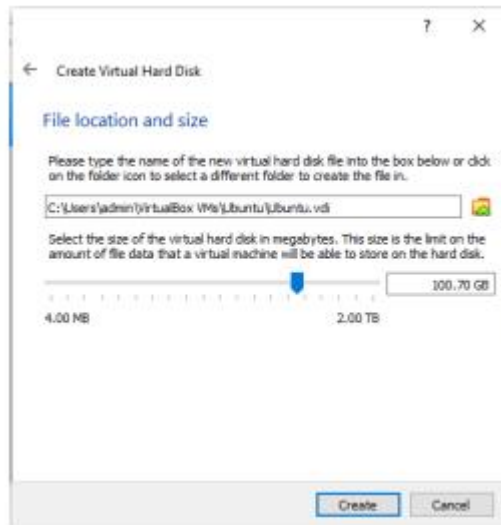 ?
Create Virtual Hard Disk
File location and size
Please type the name of the new virtual hard disk file into the box below or click
on the folder icon to select a different folder to create the file in.
C:\Users\admin\VirtualBox VMs\Ubuntu\Ubuntu.vdi
Select the size of the virtual hard disk in megabytes. This size is the limit on the
amount of file data that a virtual machine will be able to store on the hard disk.
100.70 GB
4.00 MB 2.00 TB
Create Cancel